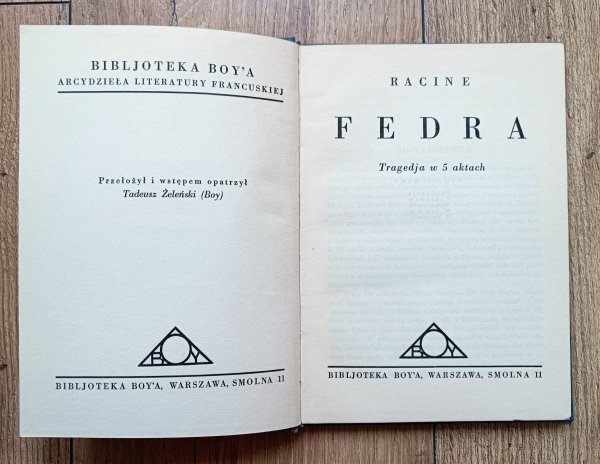 BIBLJOTEKA BOY'A
ARCYDZIEŁA LITERATURY FRANCUSKIEJ
Przełożył i wstępem opatrzył
Tadeusz Żeleński (Boy)
BOY
BIBLJOTEKA BOY'A, WARSZAWA, SMOLNA 11
RACINE
FEDRA
Tragedja w 5 aktach
BOY
BIBLJOTEKA BOY'A, WARSZAWA, SMOLNA 11